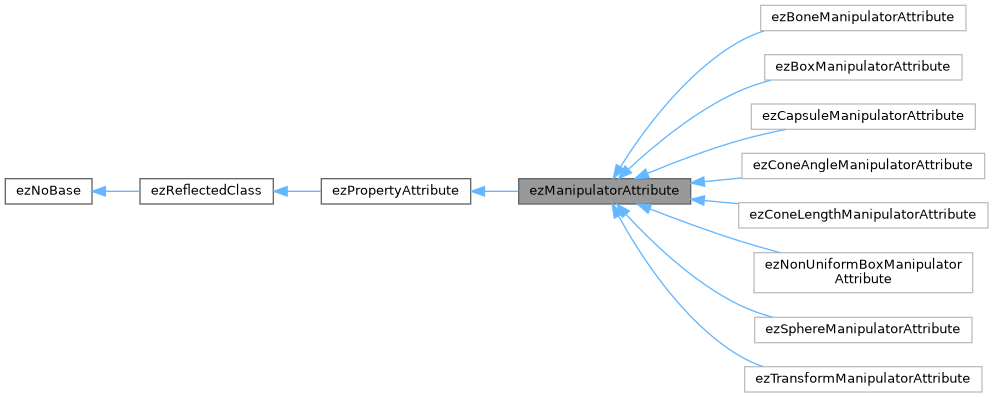 ezNoBase
ezReflectedClass
ezPropertyAttribute
ezManipulatorAttribute
ezBoneManipulatorAttribute
ezBoxManipulatorAttribute
ezCapsuleManipulatorAttribute
ezConeAngleManipulatorAttribute
ezConeLengthManipulatorAttribute
ezNonUniformBoxManipulator
Attribute
ezSphereManipulatorAttribute
ezTransformManipulatorAttribute